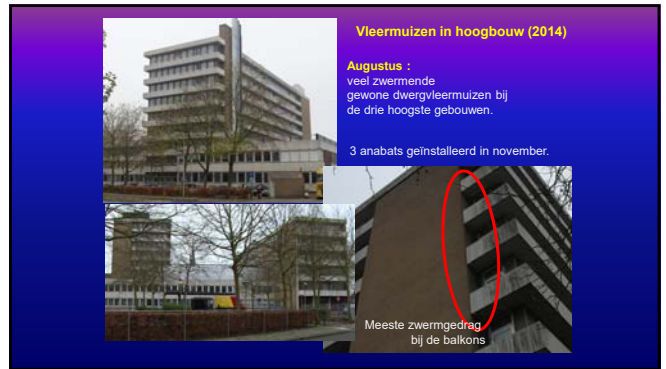 Vleermuizen in hoogbouw (2014)
Augustus :
veel zwermende
gewone dwergvleermuizen bij
de drie hoogste gebouwen.
3 anabats geïnstalleerd in november.
Meeste zwermgedrag
bij de balkons